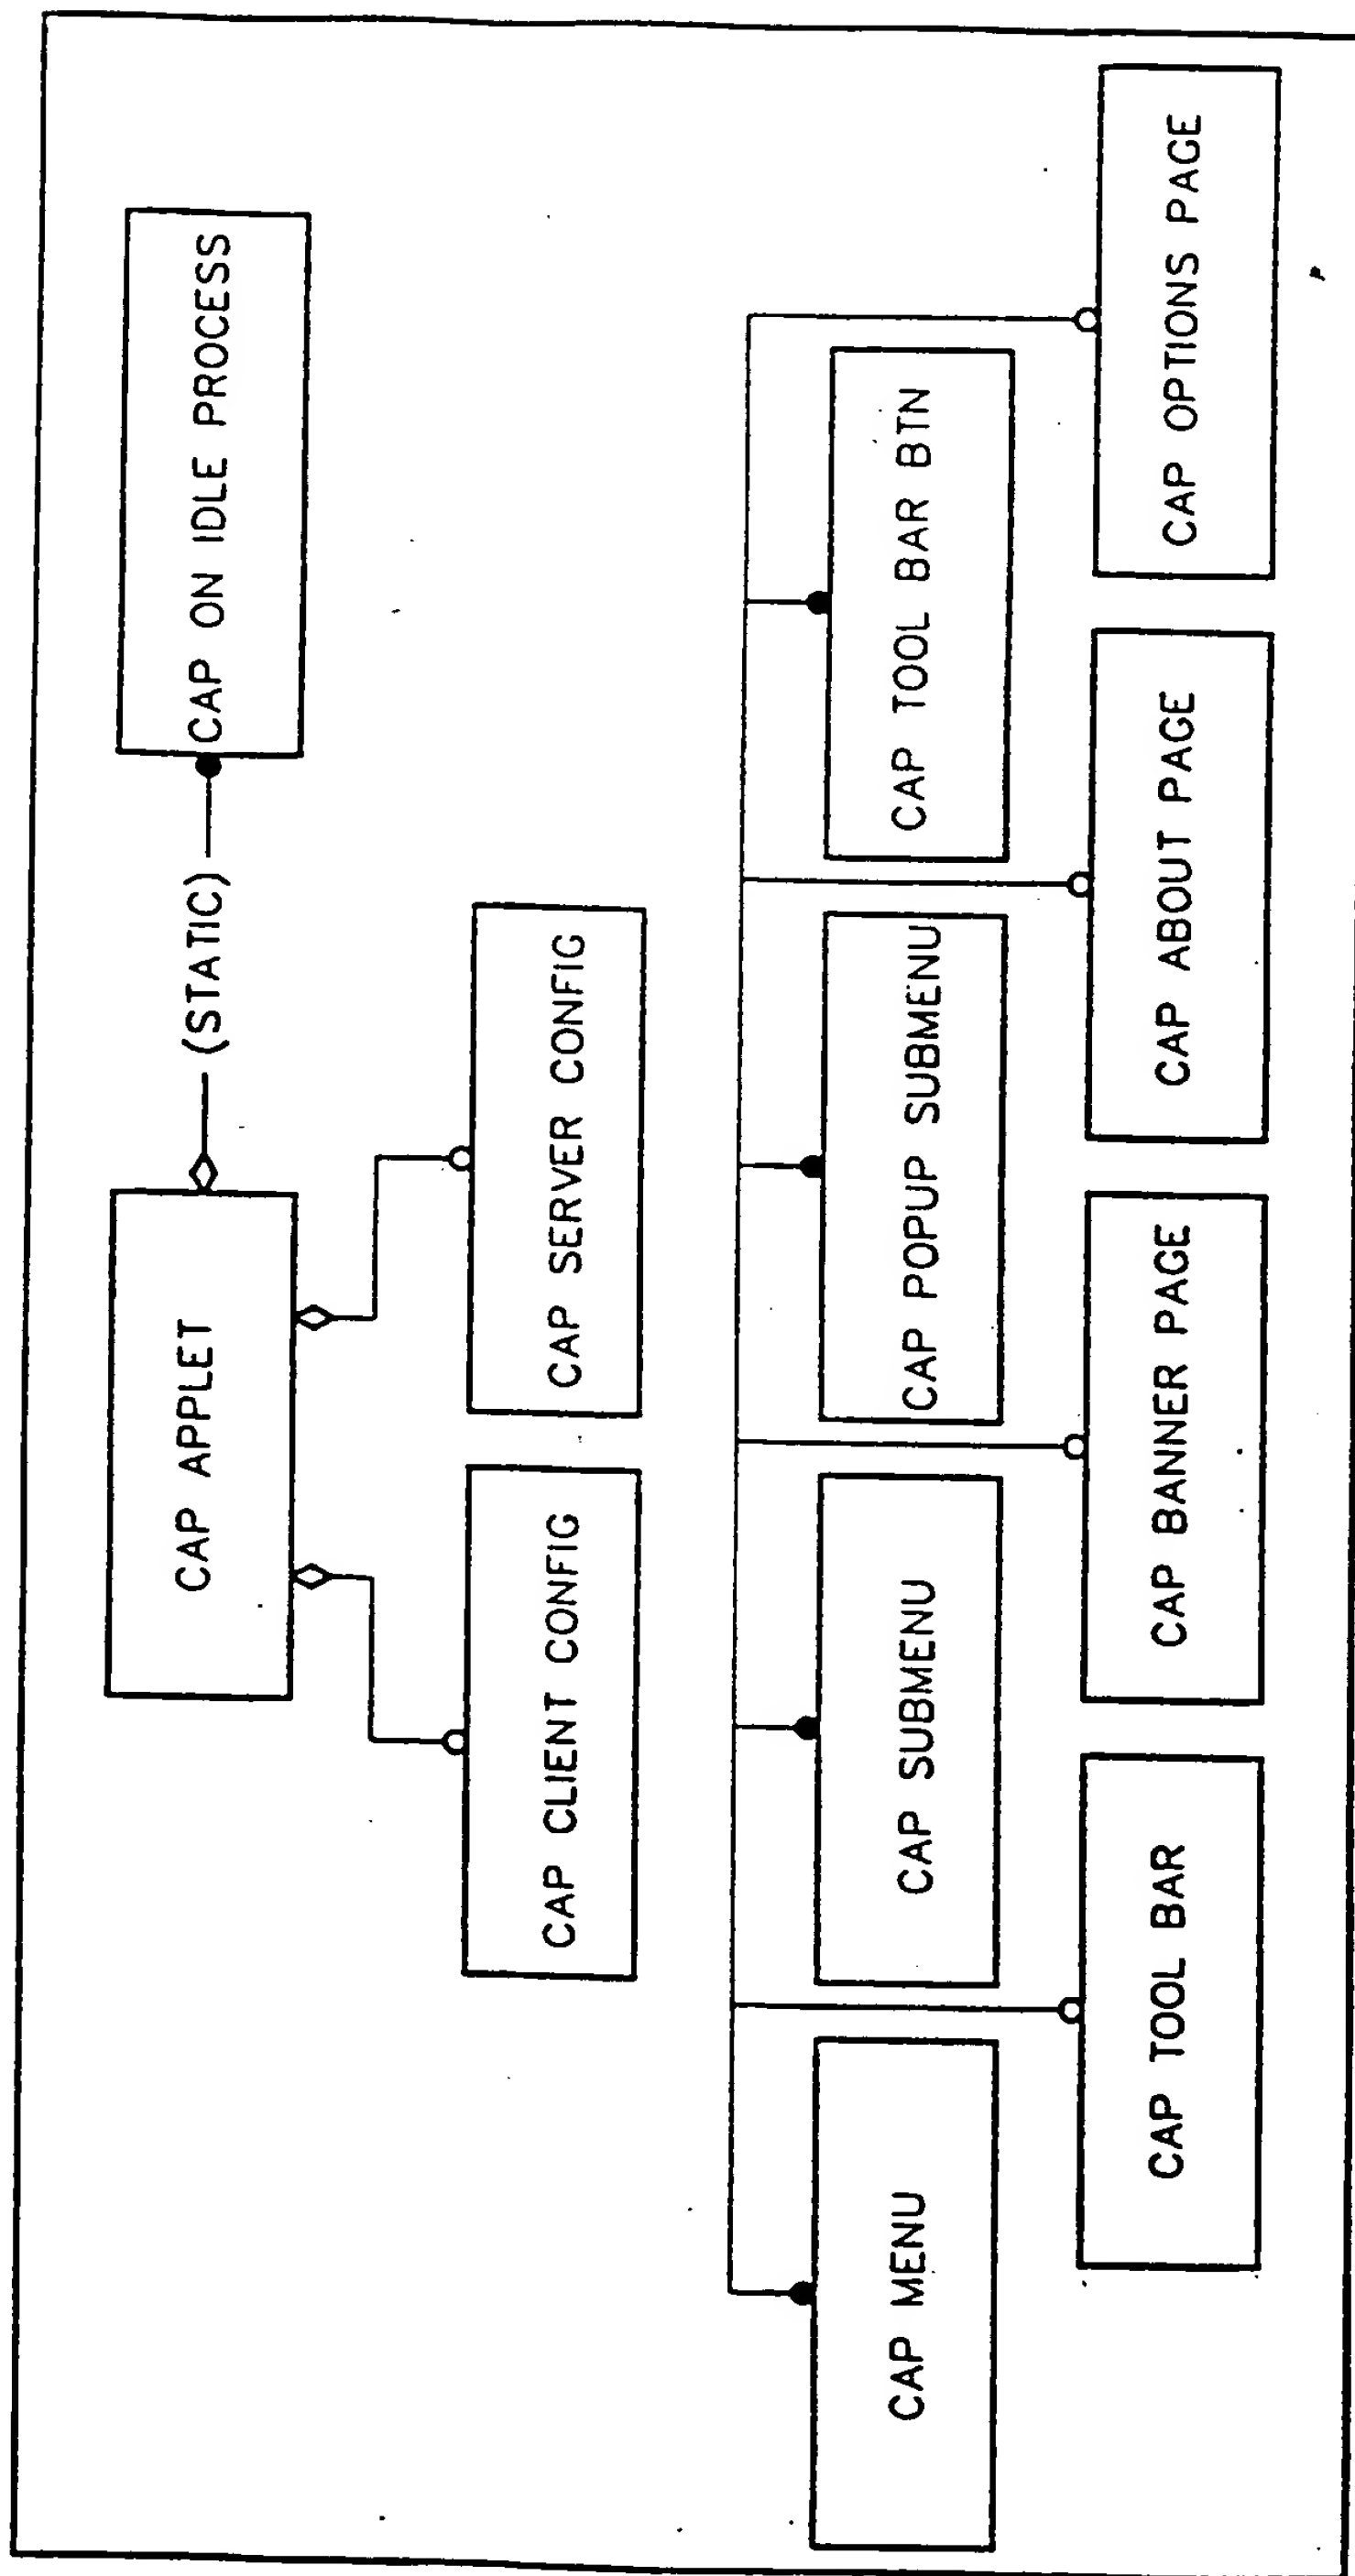 CAP APPLET
(STATIC)
CAP ON IDLE PROCESS
CAP CLIENT CONFIG
CAP SERVER CONFIG
CAP MENU
CAP SUBMENU
CAP POPUP SUBMENU
CAP TOOL BAR BTN
CAP TOOL BAR
CAP BANNER PAGE
CAP ABOUT PAGE
CAP OPTIONS PAGE